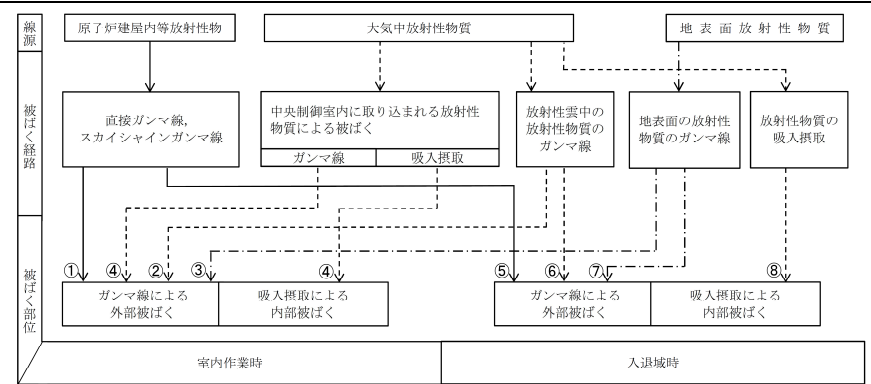 線源
原子炉建屋内等放射性物
大気中放射性物質
地表面放射性物質
被ばく経路
直接ガンマ線,
スカイシャインガンマ線
中央制御室内に取り込まれる放射性
物質による被ばく
ガンマ線
吸入摂取
放射性雲中の
放射性物質の
ガンマ線
地表面の放射性
物質のガンマ線
放射性物質の
吸入摂取
被ばく部位
① ④ ② ③ ④ ⑤ ⑥ ⑦ ⑧
ガンマ線による
外部被ばく
吸入摂取による
内部被ばく
ガンマ線による
外部被ばく
吸入摂取による
内部被ばく
室内作業時
入退域時